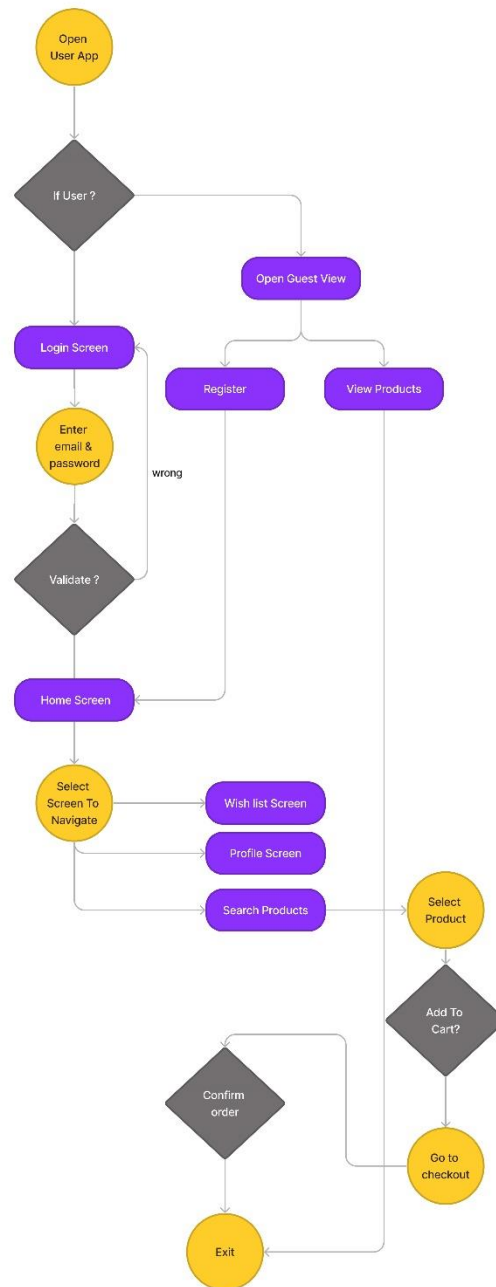 Open
User App
If User ?
Open Guest View
Login Screen
Register
View Products
Enter
email &
password
wrong
Validate ?
Home Screen
Select
Screen To
Navigate
Wish list Screen
Profile Screen
Search Products
Select
Product
Add To
Cart?
Confirm
order
Go to
checkout
Exit